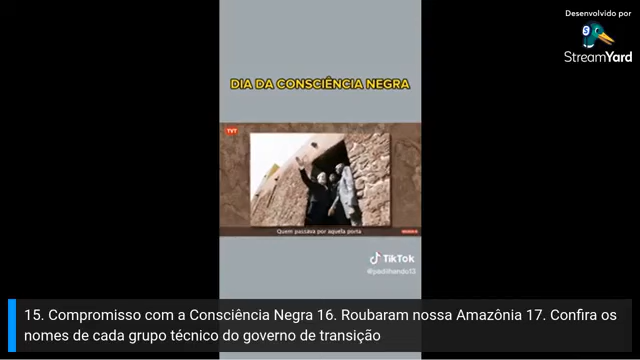 Desenvolvido por
StreamYard
DIA DA CONSCIÊNCIA NEGRA
TVT
Quem passava por aquela porta
TikTok
@padilhando13
15. Compromisso com a Consciência Negra 16. Roubaram nossa Amazônia 17. Confira os
nomes de cada grupo técnico do governo de transição